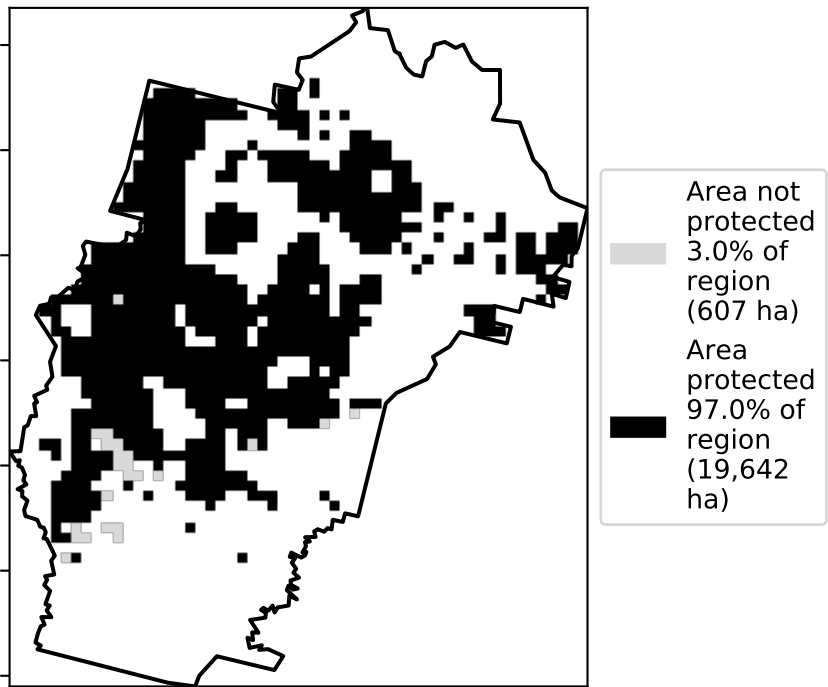 Area not
protected
3.0% of
region
(607 ha)
Area
protected
97.0% of
region
(19,642
ha)